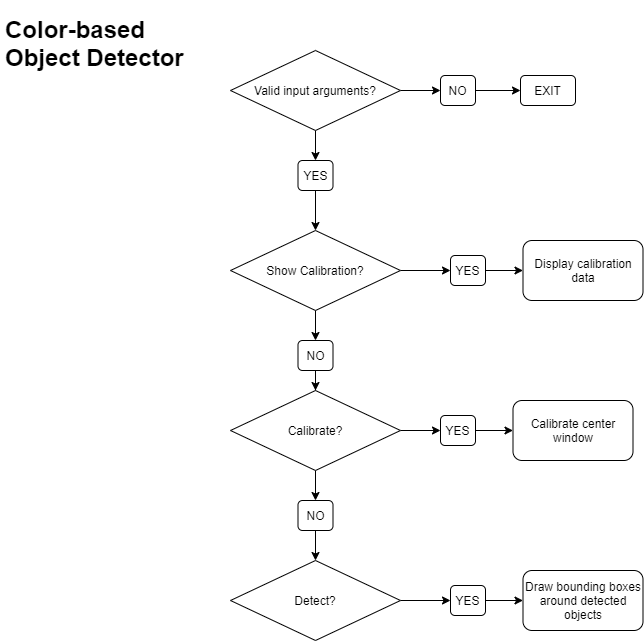 Color-based
Object Detector
Valid input arguments?
NO
EXIT
YES
Show Calibration?
YES
Display calibration
data
NO
Calibrate?
YES
Calibrate center
window
NO
Detect?
YES
Draw bounding boxes
around detected
objects